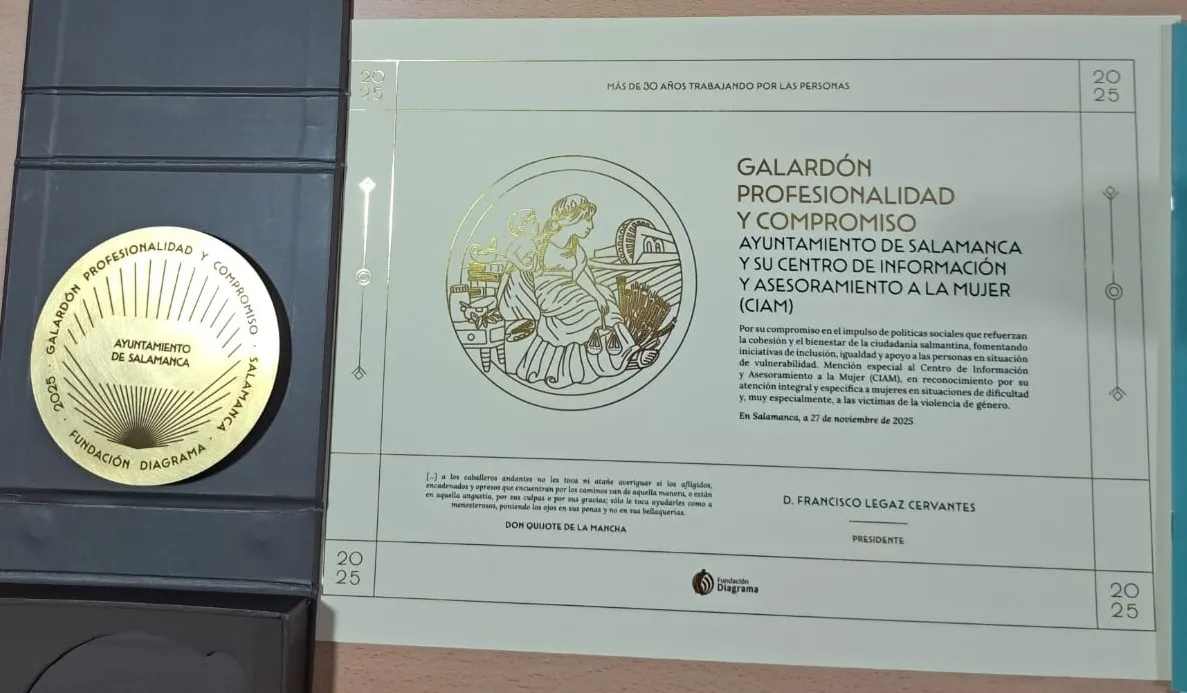 2025 · GALARDÓN PROFESIONALIDAD Y COMPROMISO · SALAMANCA ·
AYUNTAMIENTO
DE SALAMANCA
FUNDACIÓN DIAGRAMA
20
25
MÁS DE 30 AÑOS TRABAJANDO POR LAS PERSONAS
20
25
GALARDÓN
PROFESIONALIDAD
Y COMPROMISO
AYUNTAMIENTO DE SALAMANCA
Y SU CENTRO DE INFORMACIÓN
Y ASESORAMIENTO A LA MUJER
(CIAM)
Por su compromiso en el impulso de políticas sociales que refuerzan
la cohesión y el bienestar de la ciudadanía salmantina, fomentando
iniciativas de inclusión, igualdad y apoyo a las personas en situación
de vulnerabilidad. Mención especial al Centro de Información
y Asesoramiento a la Mujer (CIAM), en reconocimiento por su
atención integral y específica a mujeres en situaciones de dificultad
y, muy especialmente, a las víctimas de la violencia de género.
En Salamanca, a 27 de noviembre de 2025
[...] a los caballeros andantes no les toca ni atañe averiguar si los afligidos,
encadenados y opresos que encuentran por los caminos van de aquella manera, o están
en aquella angustia, por sus culpas o por sus gracias; sólo le toca ayudarles como a
menesterosos, poniendo los ojos en sus penas y no en sus bellaquerías.
DON QUIJOTE DE LA MANCHA
D. FRANCISCO LEGAZ CERVANTES
PRESIDENTE
20
25
Fundación
Diagrama
20
25